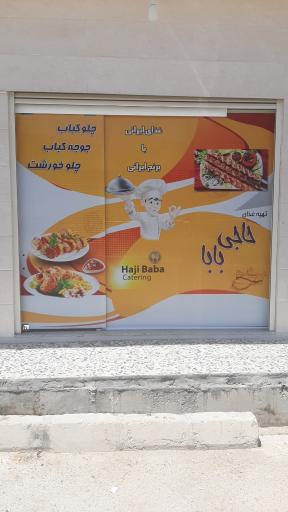 چلو کباب
جوجه کباب
چلو خورشت
غذای ایرانی
با
برنج ایرانی
تهیه غذای
حاجی بابا
Haji Baba
Catering